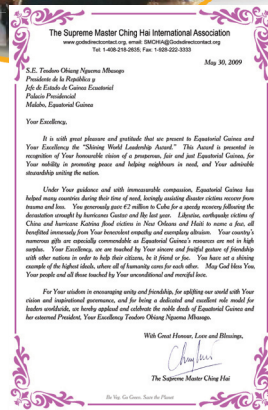 The Supreme Master Ching Hai International Association
www.godsdirectcontact.org, email: SMCHIA@Godsdirectcontact.org
Tel: 1-408-218-2635; Fax: 1-928-222-3333
May 30, 2009
S.E. Teodoro Obiang Nguema Mbasogo
Presidente de la República y
Jefe de Estado de Guinea Ecuatorial
Palacio Presidencial
Malabo, Equatorial Guinea
Your Excellency,
It is with great pleasure and gratitude that we present to Equatorial Guinea and
Your Excellency the "Shining World Leadership Award." This Award is presented in
recognition of Your honourable vision of a prosperous, fair and just Equatorial Guinea, for
Your nobility in promoting peace and helping neighbours in need, and Your admirable
stewardship uniting the nation.
Under Your guidance and with immeasurable compassion, Equatorial Guinea has
helped many countries during their time of need, lovingly assisting disaster victims recover from
trauma and loss. You generously gave €2 million to Cuba for a speedy recovery following the
devastation wrought by hurricanes Gustav and Ike last year. Likewise, earthquake victims of
China and hurricane Katrina flood victims in New Orleans and Haiti to name a few, all
benefited immensely from Your benevolent empathy and exemplary altruism. Your country's
numerous gifts are especially commendable as Equatorial Guinea's resources are not in high
surplus. Your Excellency, we are touched by Your sincere and fruitful gesture of friendship
with other nations in order to help their citizens, be it friend or foe. You have set a shining
example of the highest ideals, where all of humanity cares for each other. May God bless You,
Your people and all those touched by Your unconditional and merciful love.
For Your wisdom in encouraging unity and friendship, for uplifting our world with Your
vision and inspirational governance, and for being a dedicated and excellent role model for
leaders worldwide, we hereby applaud and celebrate the noble deeds of Equatorial Guinea and
her esteemed President, Your Excellency Teodoro Obiang Nguema Mbasogo.
With Great Honour, Love and Blessings,
The Supreme Master Ching Hai
Be Veg, Go Green, Save the Planet